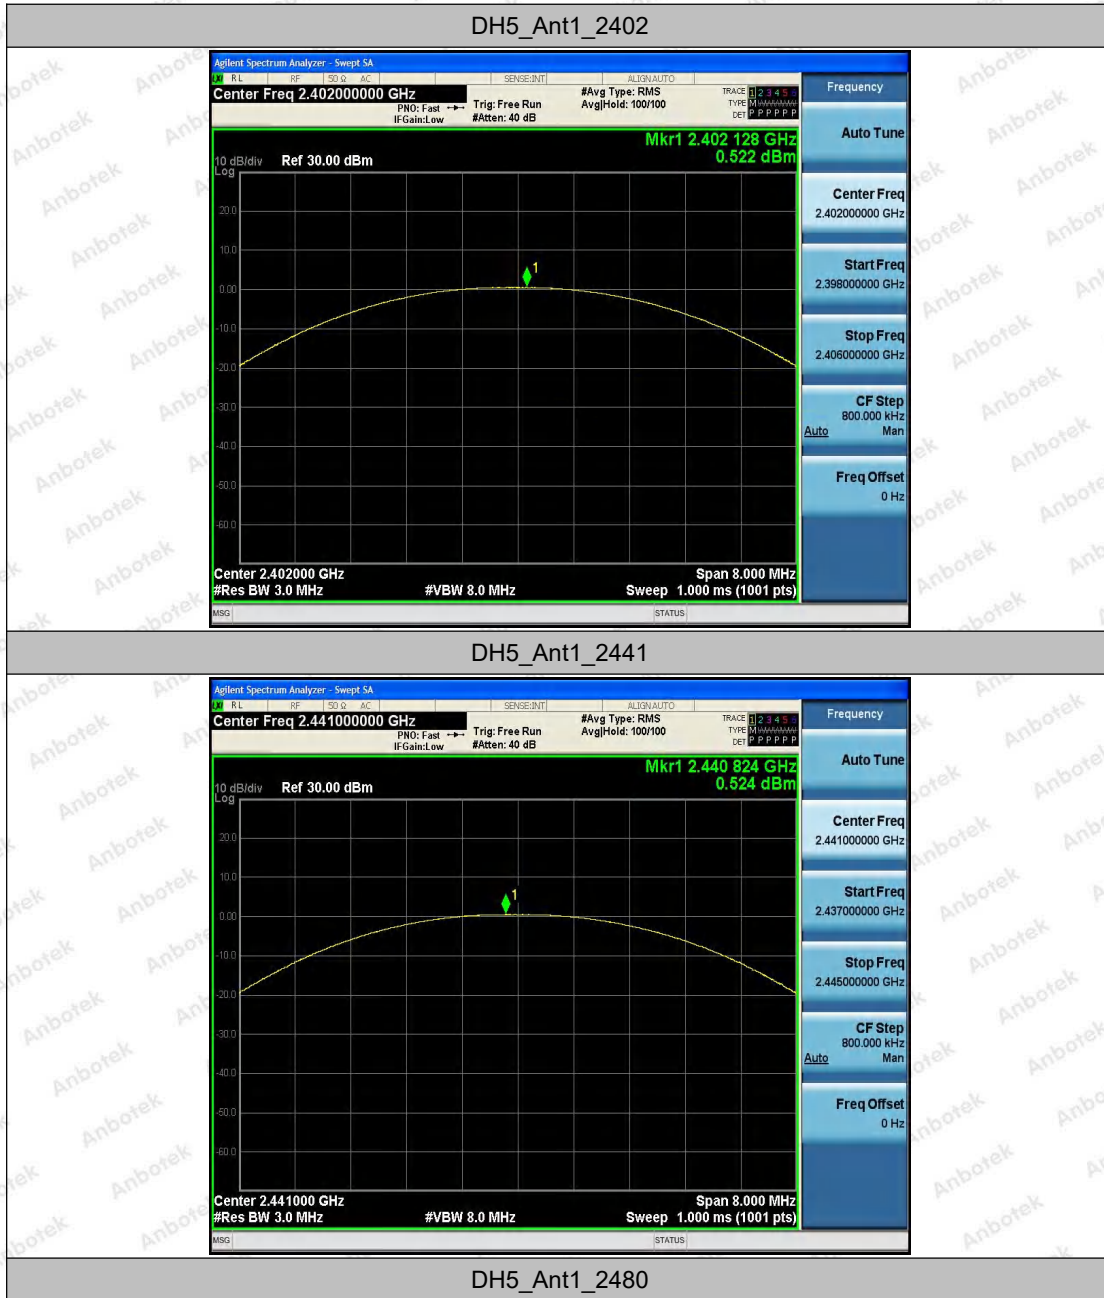 DH5_Ant1_2402
Agilent Spectrum Analyzer - Swept SA
RL RF 50 Ω AC SENSE:INT ALIGN AUTO
Center Freq 2.402000000 GHz
PNO: Fast
IFGain:Low
Trig: Free Run
#Atten: 40 dB
#Avg Type: RMS
Avg|Hold: 100/100
TRACE 1 2 3 4 5 6
TYPE M
DET P P P P P P
Mkr1 2.402 128 GHz
0.522 dBm
10 dB/div Ref 30.00 dBm
Log
20.0
10.0
0.00
-10.0
-20.0
-30.0
-40.0
-50.0
-60.0
1
Center 2.402000 GHz Span 8.000 MHz
#Res BW 3.0 MHz #VBW 8.0 MHz Sweep 1.000 ms (1001 pts)
MSG STATUS
Frequency
Auto Tune
Center Freq
2.402000000 GHz
Start Freq
2.398000000 GHz
Stop Freq
2.406000000 GHz
CF Step
800.000 kHz
Auto Man
Freq Offset
0 Hz
DH5_Ant1_2441
Agilent Spectrum Analyzer - Swept SA
RL RF 50 Ω AC SENSE:INT ALIGN AUTO
Center Freq 2.441000000 GHz
PNO: Fast
IFGain:Low
Trig: Free Run
#Atten: 40 dB
#Avg Type: RMS
Avg|Hold: 100/100
TRACE 1 2 3 4 5 6
TYPE M
DET P P P P P P
Mkr1 2.440 824 GHz
0.524 dBm
10 dB/div Ref 30.00 dBm
Log
20.0
10.0
0.00
-10.0
-20.0
-30.0
-40.0
-50.0
-60.0
1
Center 2.441000 GHz Span 8.000 MHz
#Res BW 3.0 MHz #VBW 8.0 MHz Sweep 1.000 ms (1001 pts)
MSG STATUS
Frequency
Auto Tune
Center Freq
2.441000000 GHz
Start Freq
2.437000000 GHz
Stop Freq
2.445000000 GHz
CF Step
800.000 kHz
Auto Man
Freq Offset
0 Hz
DH5_Ant1_2480
Anbotek